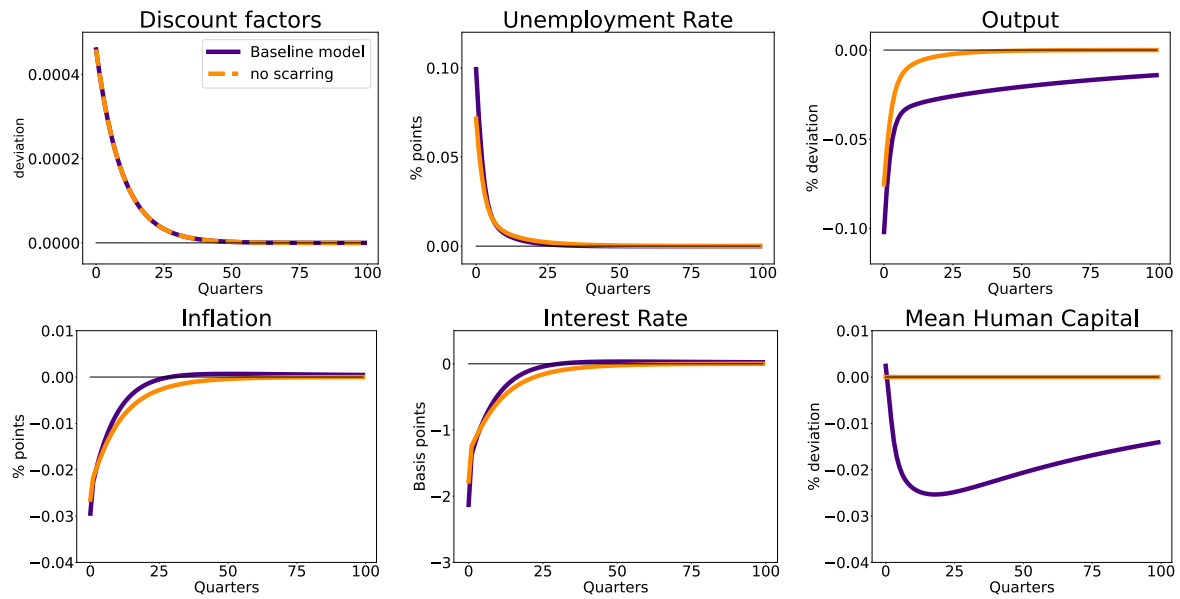 Discount factors
Baseline model
no scarring
deviation
0.0004
0.0002
0.0000
0 25 50 75 100
Quarters
Unemployment Rate
% points
0.10
0.05
0.00
0 25 50 75 100
Quarters
Output
% deviation
0.00
−0.05
−0.10
0 25 50 75 100
Quarters
Inflation
% points
0.01
0.00
−0.01
−0.02
−0.03
−0.04
0 25 50 75 100
Quarters
Interest Rate
Basis points
0
−1
−2
−3
0 25 50 75 100
Quarters
Mean Human Capital
% deviation
0.01
0.00
−0.01
−0.02
−0.03
−0.04
0 25 50 75 100
Quarters